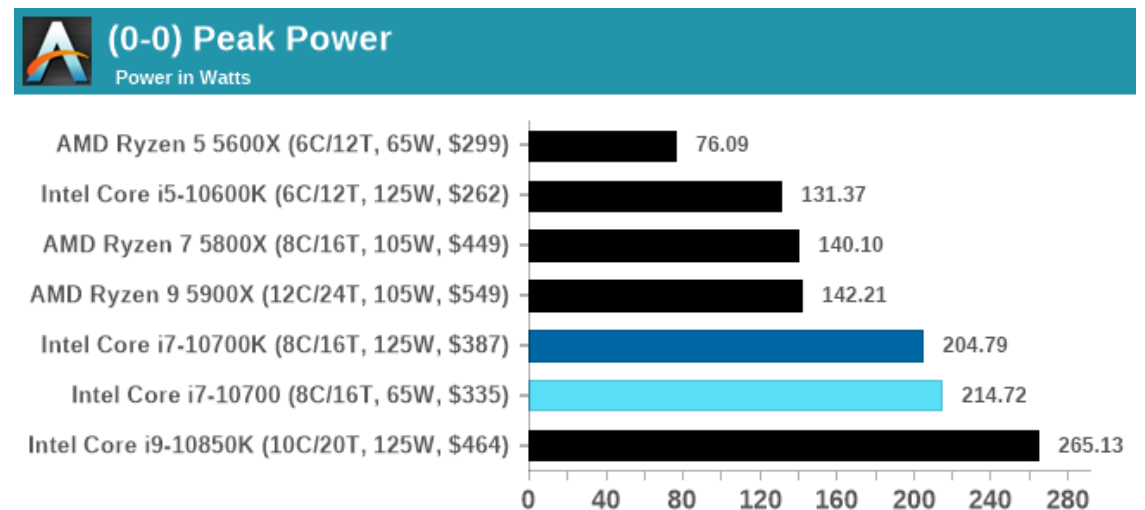 (0-0) Peak Power
Power in Watts
AMD Ryzen 5 5600X (6C/12T, 65W, $299) 76.09
Intel Core i5-10600K (6C/12T, 125W, $262) 131.37
AMD Ryzen 7 5800X (8C/16T, 105W, $449) 140.10
AMD Ryzen 9 5900X (12C/24T, 105W, $549) 142.21
Intel Core i7-10700K (8C/16T, 125W, $387) 204.79
Intel Core i7-10700 (8C/16T, 65W, $335) 214.72
Intel Core i9-10850K (10C/20T, 125W, $464) 265.13
0 40 80 120 160 200 240 280